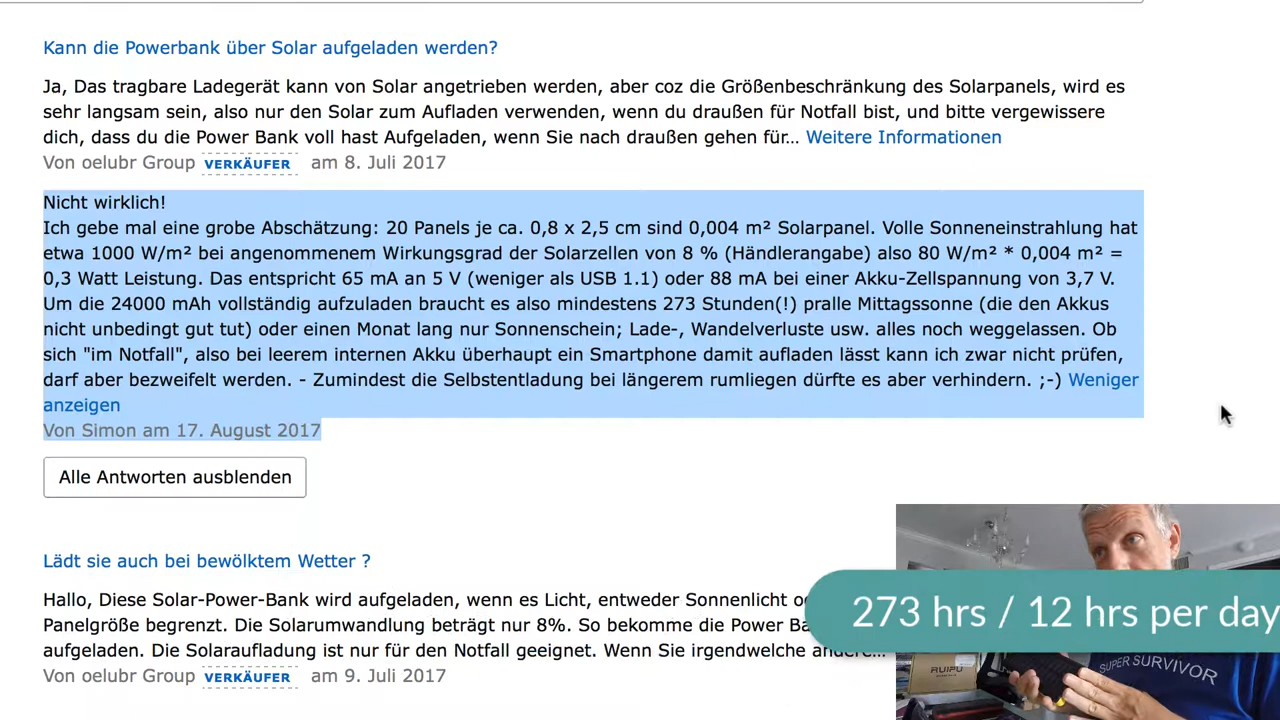 Kann die Powerbank über Solar aufgeladen werden?
Ja, Das tragbare Ladegerät kann von Solar angetrieben werden, aber coz die Größenbeschränkung des Solarpanels, wird es
sehr langsam sein, also nur den Solar zum Aufladen verwenden, wenn du draußen für Notfall bist, und bitte vergewissere
dich, dass du die Power Bank voll hast Aufgeladen, wenn Sie nach draußen gehen für… Weitere Informationen
Von oelubr Group VERKÄUFER am 8. Juli 2017
Nicht wirklich!
Ich gebe mal eine grobe Abschätzung: 20 Panels je ca. 0,8 x 2,5 cm sind 0,004 m² Solarpanel. Volle Sonneneinstrahlung hat
etwa 1000 W/m² bei angenommenem Wirkungsgrad der Solarzellen von 8 % (Händlerangabe) also 80 W/m² * 0,004 m² =
0,3 Watt Leistung. Das entspricht 65 mA an 5 V (weniger als USB 1.1) oder 88 mA bei einer Akku-Zellspannung von 3,7 V.
Um die 24000 mAh vollständig aufzuladen braucht es also mindestens 273 Stunden(!) pralle Mittagssonne (die den Akkus
nicht unbedingt gut tut) oder einen Monat lang nur Sonnenschein; Lade-, Wandelverluste usw. alles noch weggelassen. Ob
sich "im Notfall", also bei leerem internen Akku überhaupt ein Smartphone damit aufladen lässt kann ich zwar nicht prüfen,
darf aber bezweifelt werden. - Zumindest die Selbstentladung bei längerem rumliegen dürfte es aber verhindern. ;-) Weniger
anzeigen
Von Simon am 17. August 2017
Alle Antworten ausblenden
Lädt sie auch bei bewölktem Wetter ?
Hallo, Diese Solar-Power-Bank wird aufgeladen, wenn es Licht, entweder Sonnenlicht
Panelgröße begrenzt. Die Solarumwandlung beträgt nur 8%. So bekomme die Power
aufgeladen. Die Solaraufladung ist nur für den Notfall geeignet. Wenn Sie irgendwelche andere…
Von oelubr Group VERKÄUFER am 9. Juli 2017
273 hrs / 12 hrs per day
RUIPU
SUPER SURVIVOR